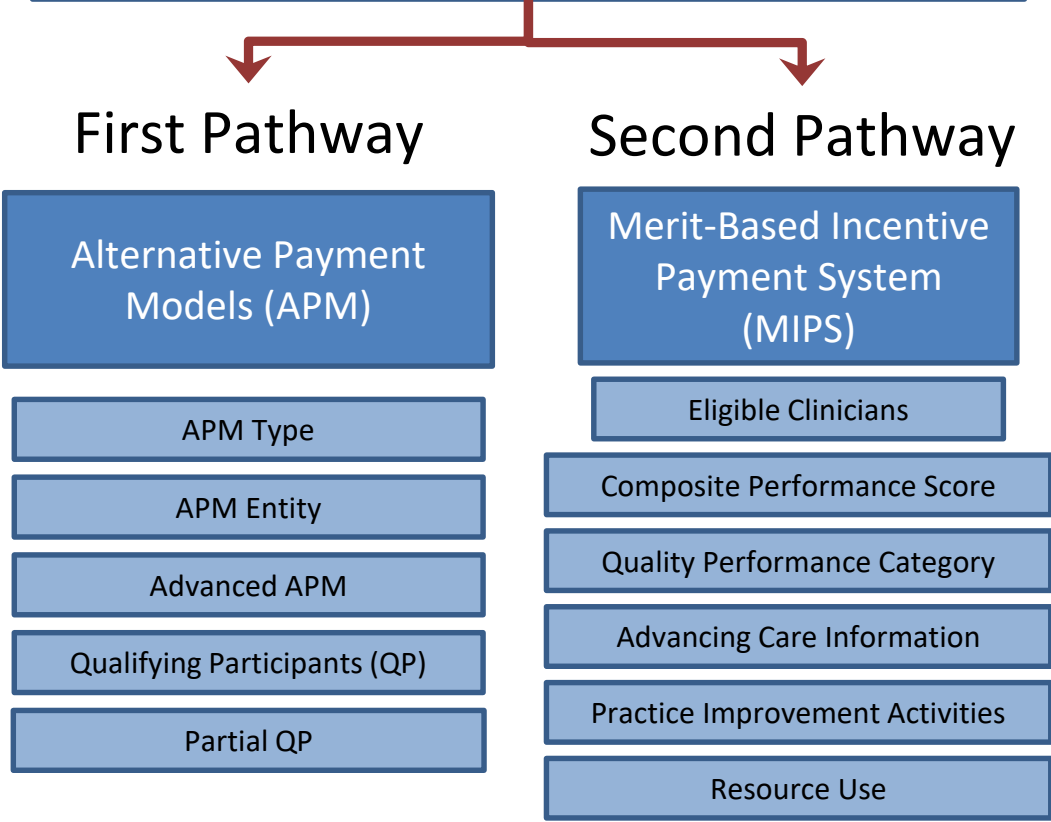 First Pathway
Alternative Payment
Models (APM)
APM Type
APM Entity
Advanced APM
Qualifying Participants (QP)
Partial QP
Second Pathway
Merit-Based Incentive
Payment System
(MIPS)
Eligible Clinicians
Composite Performance Score
Quality Performance Category
Advancing Care Information
Practice Improvement Activities
Resource Use